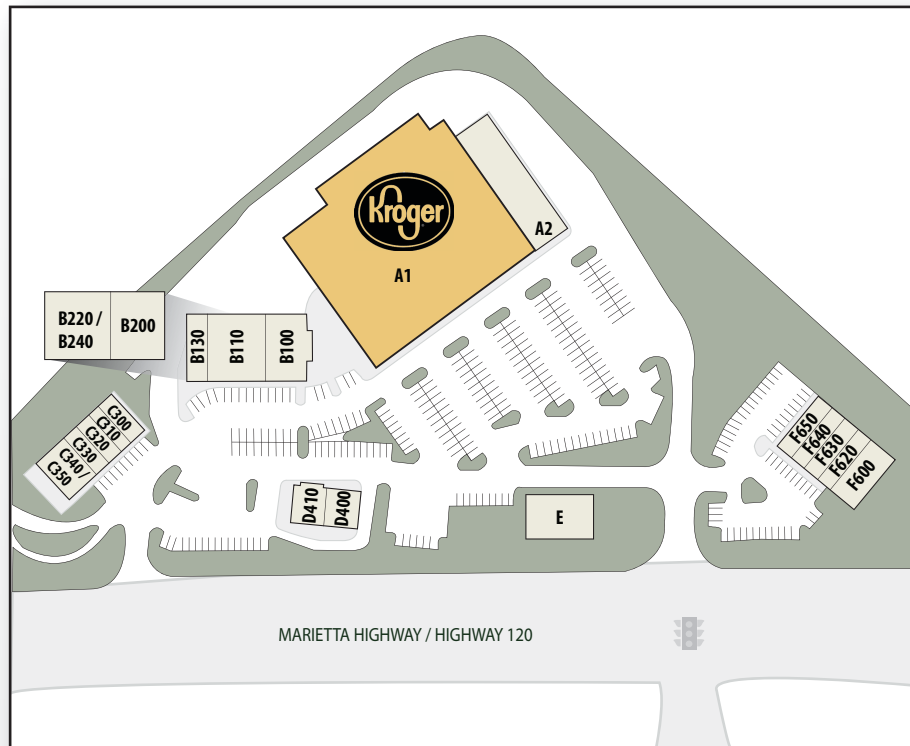 Kroger
A1
A2
B220 /
B240
B200
B130
B110
B100
C300
C310
C320
C330
C340 /
C350
D410
D400
E
F650
F640
F630
F620
F600
MARIETTA HIGHWAY / HIGHWAY 120